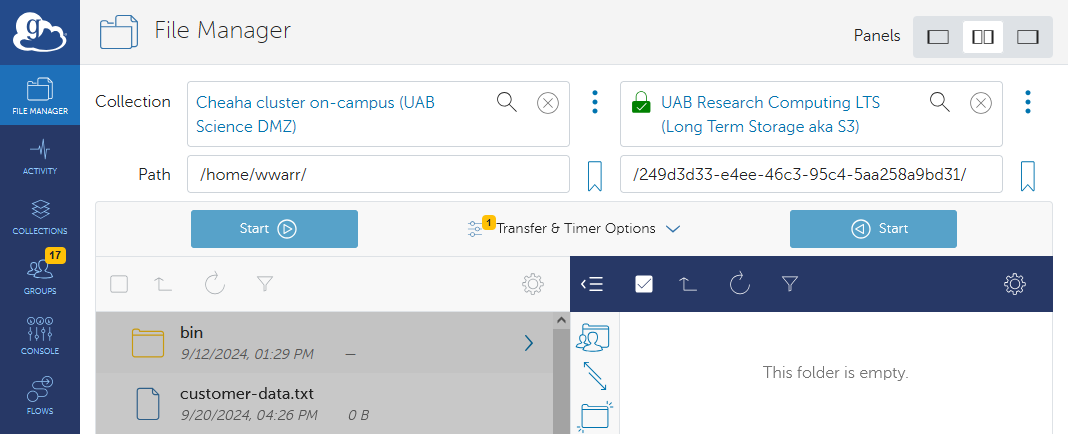 g
File Manager
Panels
FILE MANAGER
ACTIVITY
COLLECTIONS
17
GROUPS
CONSOLE
FLOWS
Collection
Cheaha cluster on-campus (UAB
Science DMZ)
UAB Research Computing LTS
(Long Term Storage aka S3)
Path
/home/wwarr/
/249d3d33-e4ee-46c3-95c4-5aa258a9bd31/
Start
1
Transfer & Timer Options
Start
bin
9/12/2024, 01:29 PM —
customer-data.txt
9/20/2024, 04:26 PM 0 B
This folder is empty.